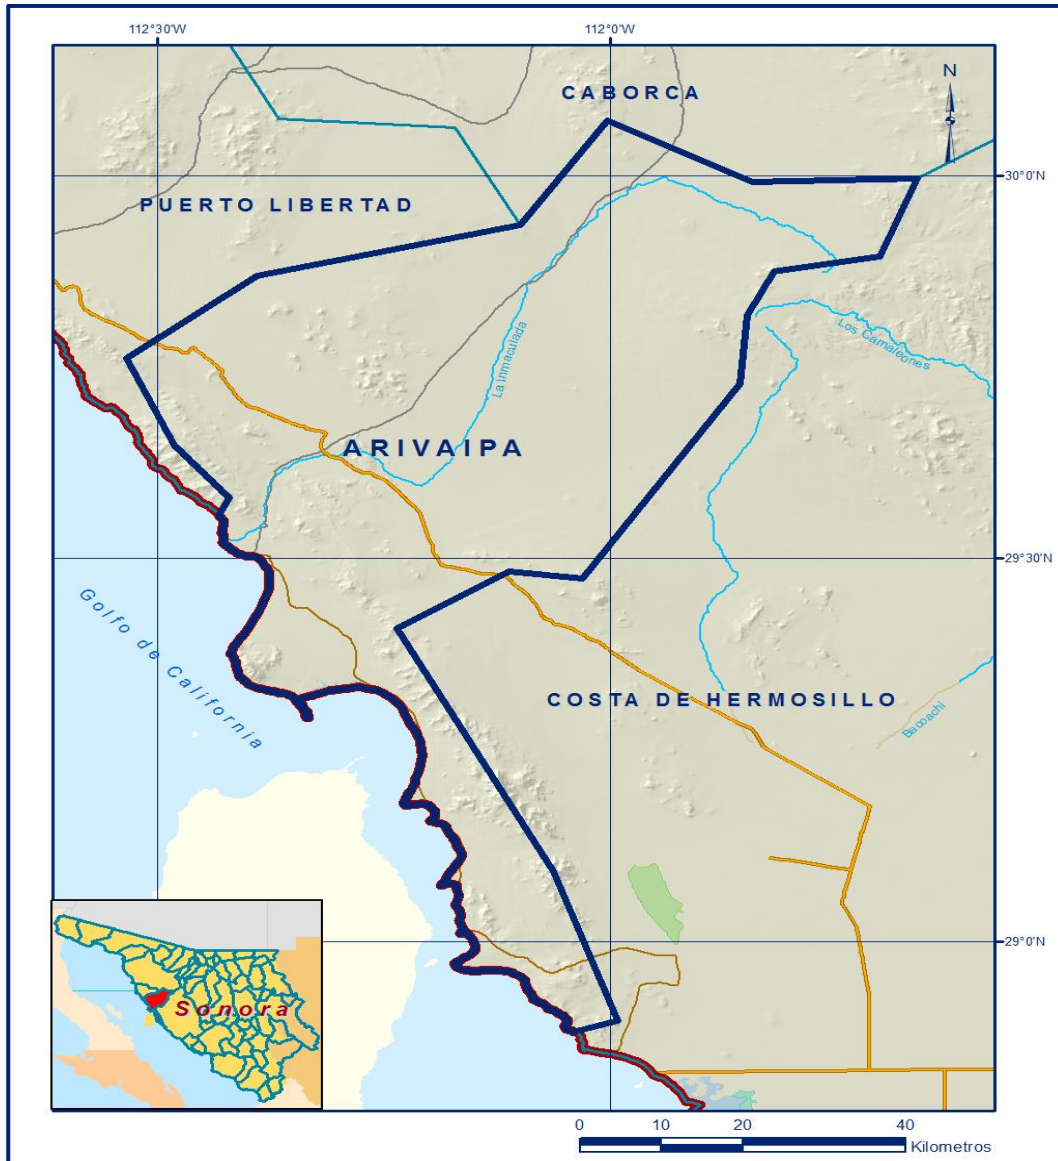 112°30'W
112°0'W
N
CABORCA
30°0'N
PUERTO LIBERTAD
La Inmaculada
Los Camaleones
ARIVAIPA
29°30'N
Golfo de California
COSTA DE HERMOSILLO
Bacoachi
29°0'N
Sonora
0 10 20 40
Kilometros